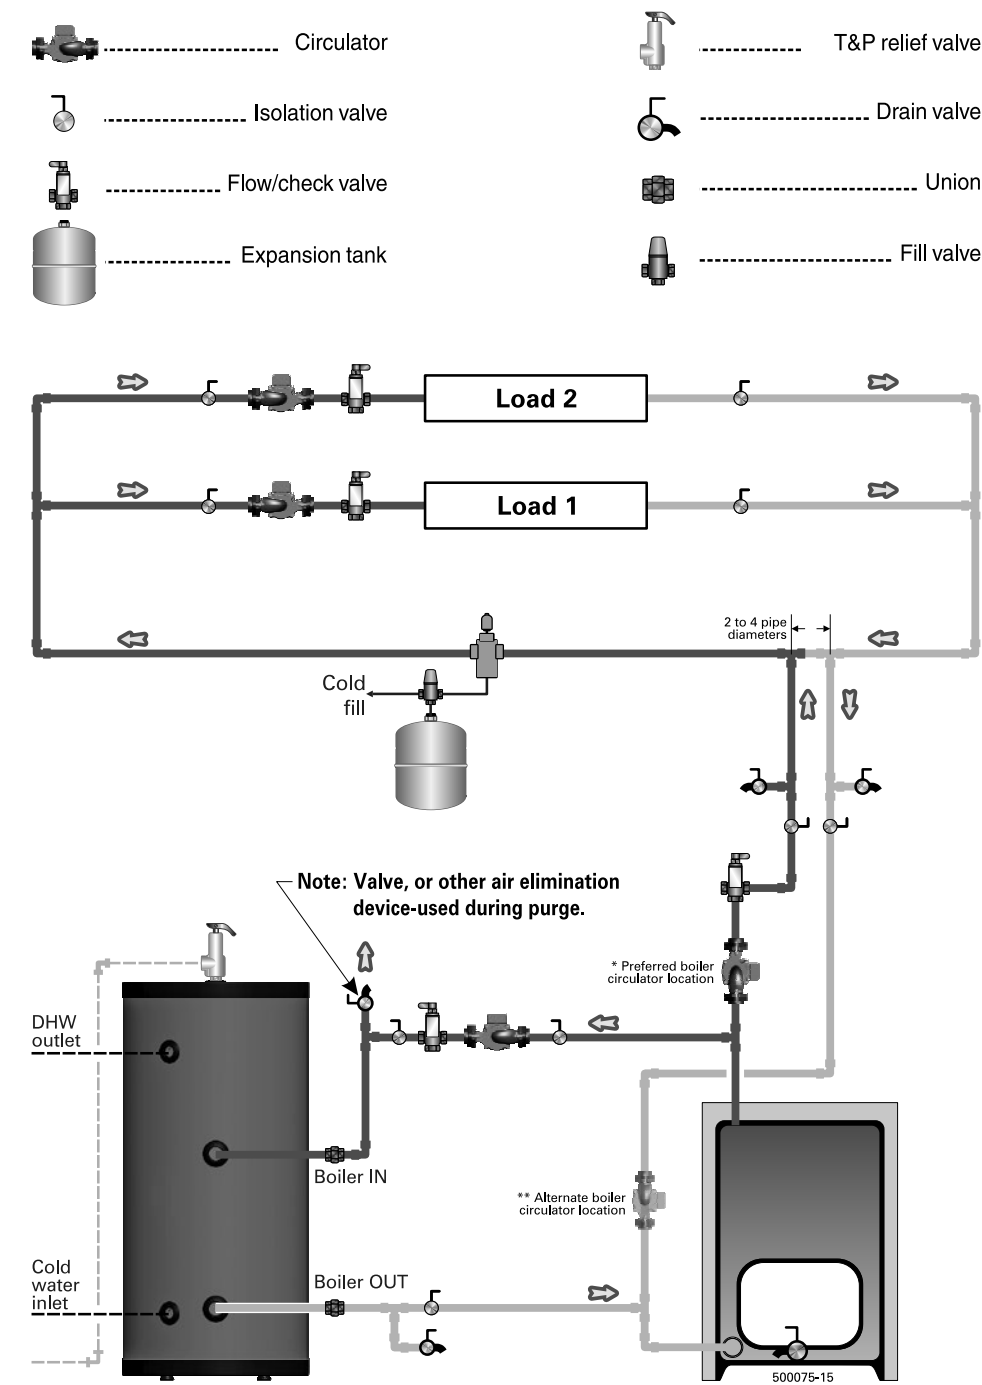 Circulator
T&P relief valve
Isolation valve
Drain valve
Flow/check valve
Union
Expansion tank
Fill valve
Load 2
Load 1
2 to 4 pipe
diameters
Cold
fill
Note: Valve, or other air elimination
device-used during purge.
* Preferred boiler
circulator location
DHW
outlet
Boiler IN
** Alternate boiler
circulator location
Cold
water
inlet
Boiler OUT
500075-15